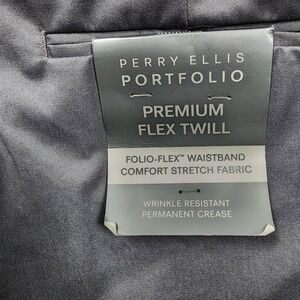 PERRY ELLIS
PORTFOLIO
PREMIUM
FLEX TWILL
FOLIO-FLEX™ WAISTBAND
COMFORT STRETCH FABRIC
WRINKLE RESISTANT
PERMANENT CREASE